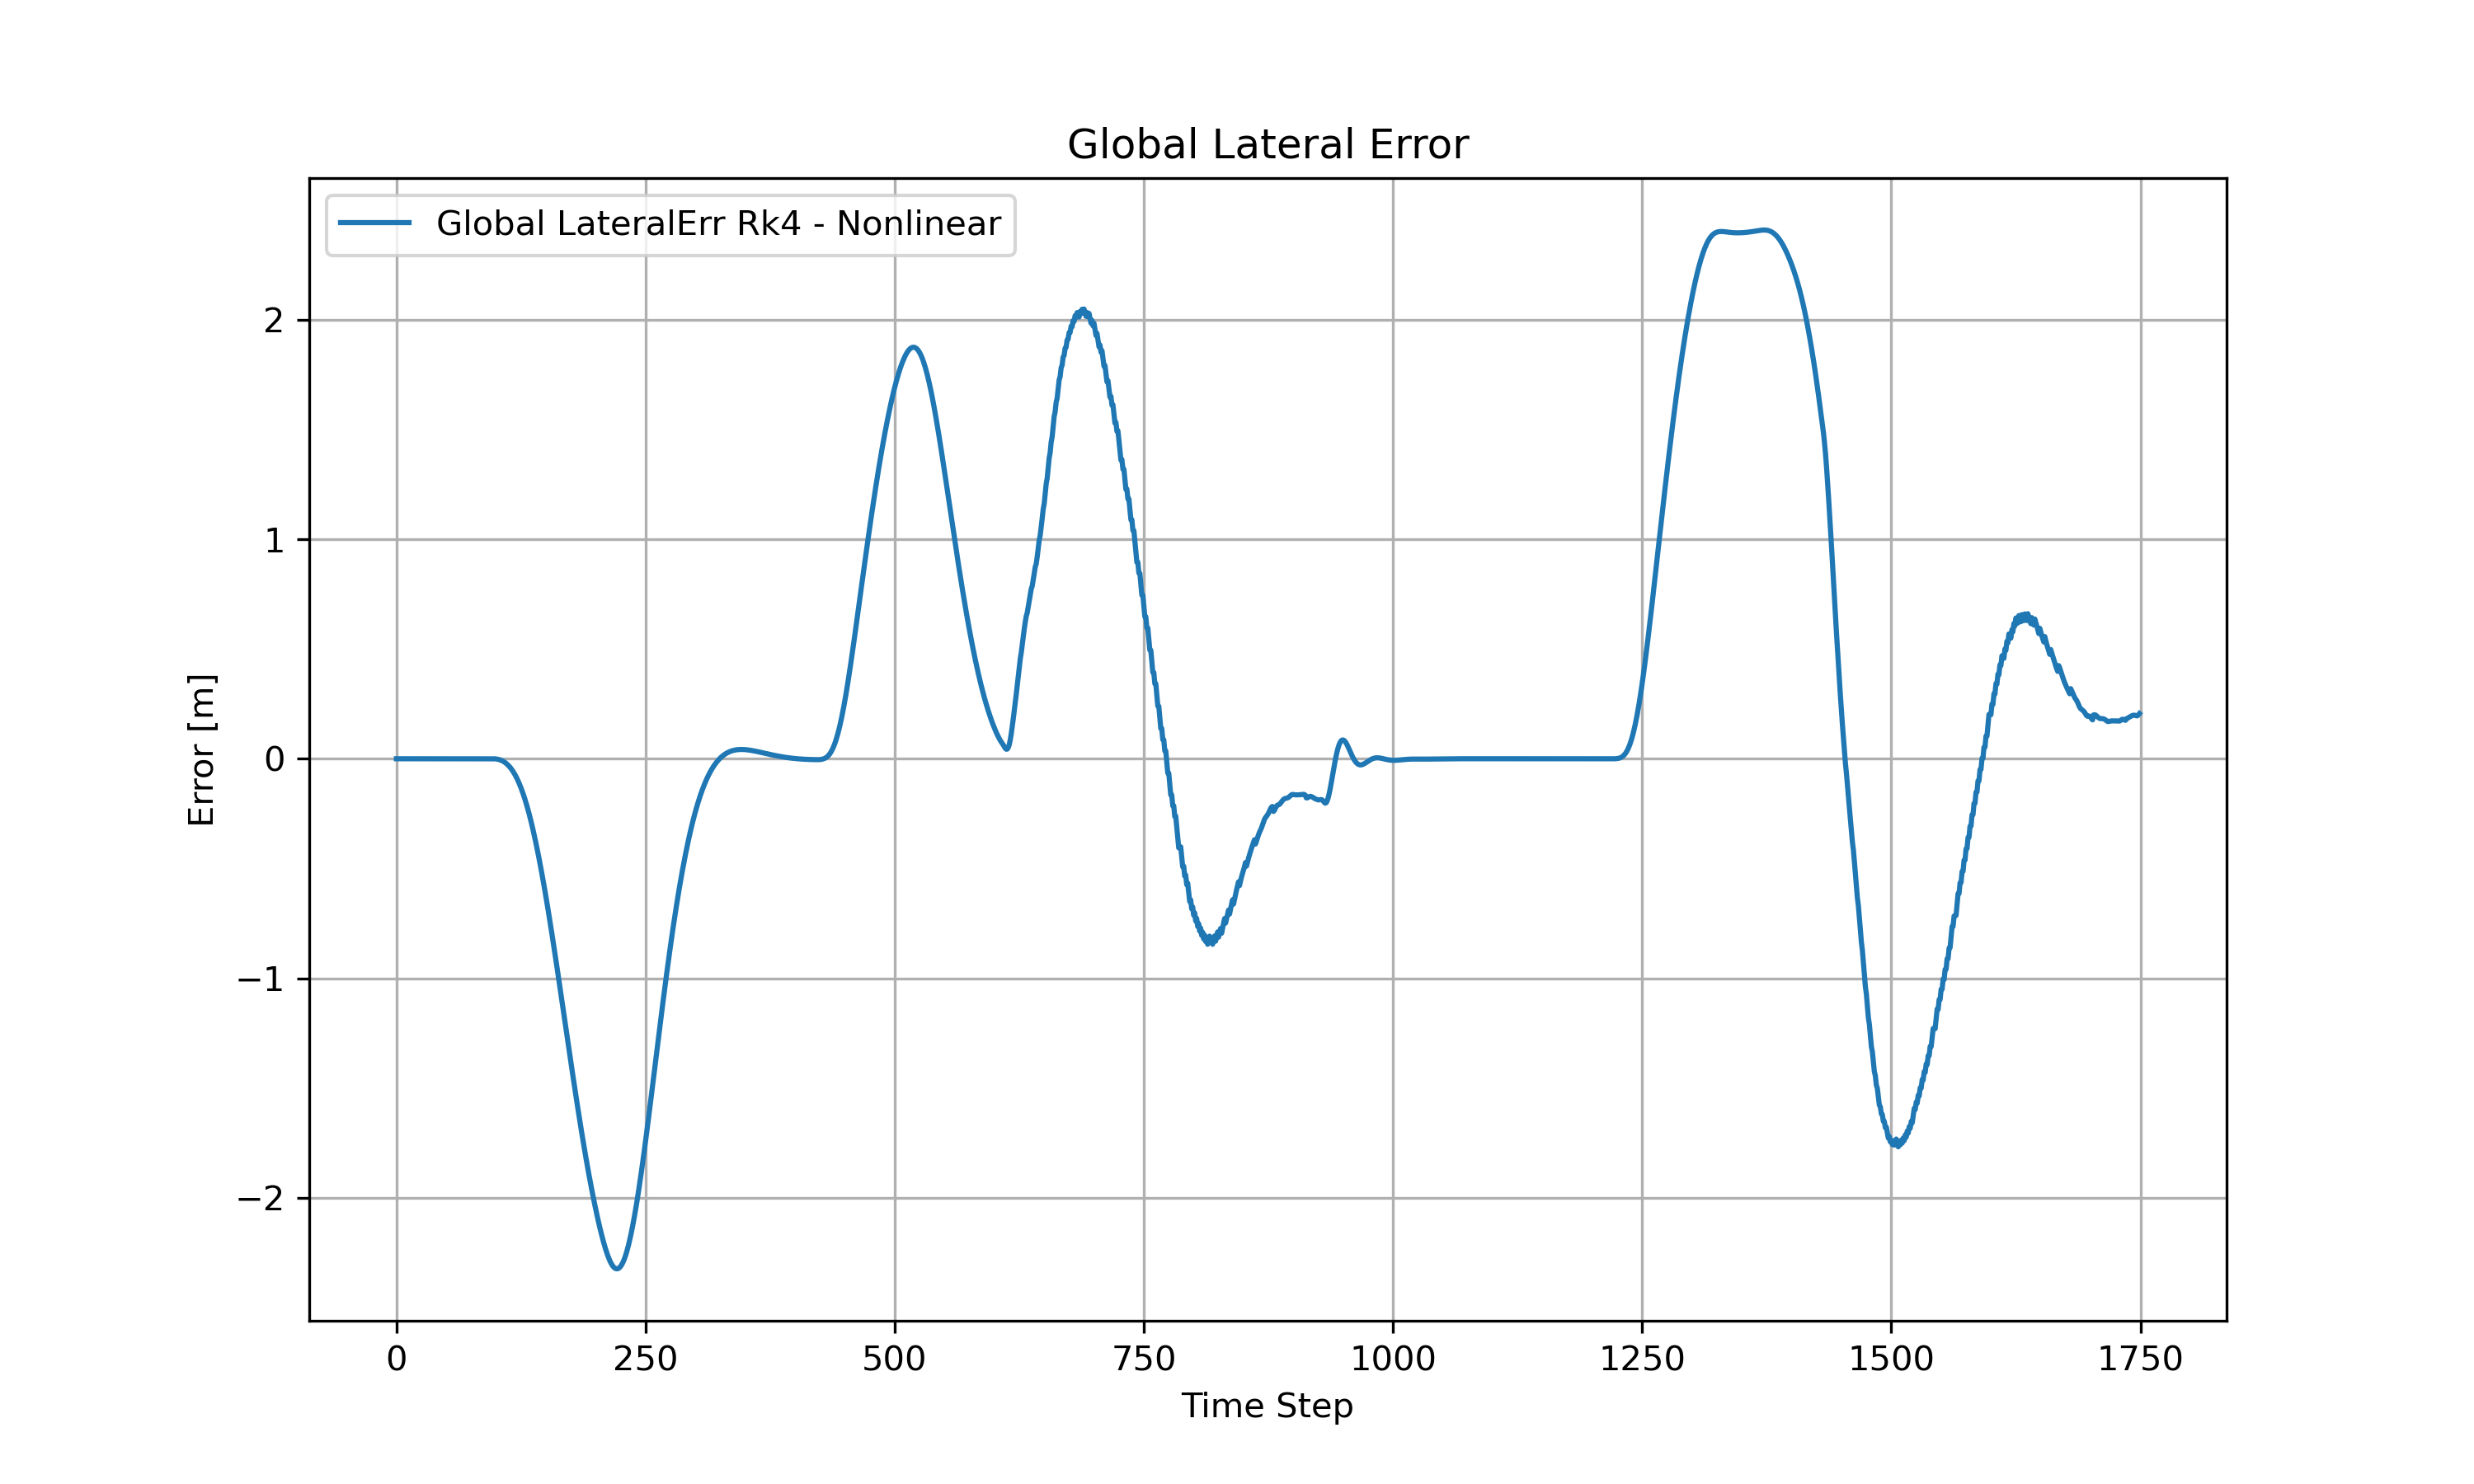 Global Lateral Error
Global LateralErr Rk4 - Nonlinear
2
1
0
−1
−2
Error [m]
0 250 500 750 1000 1250 1500 1750
Time Step